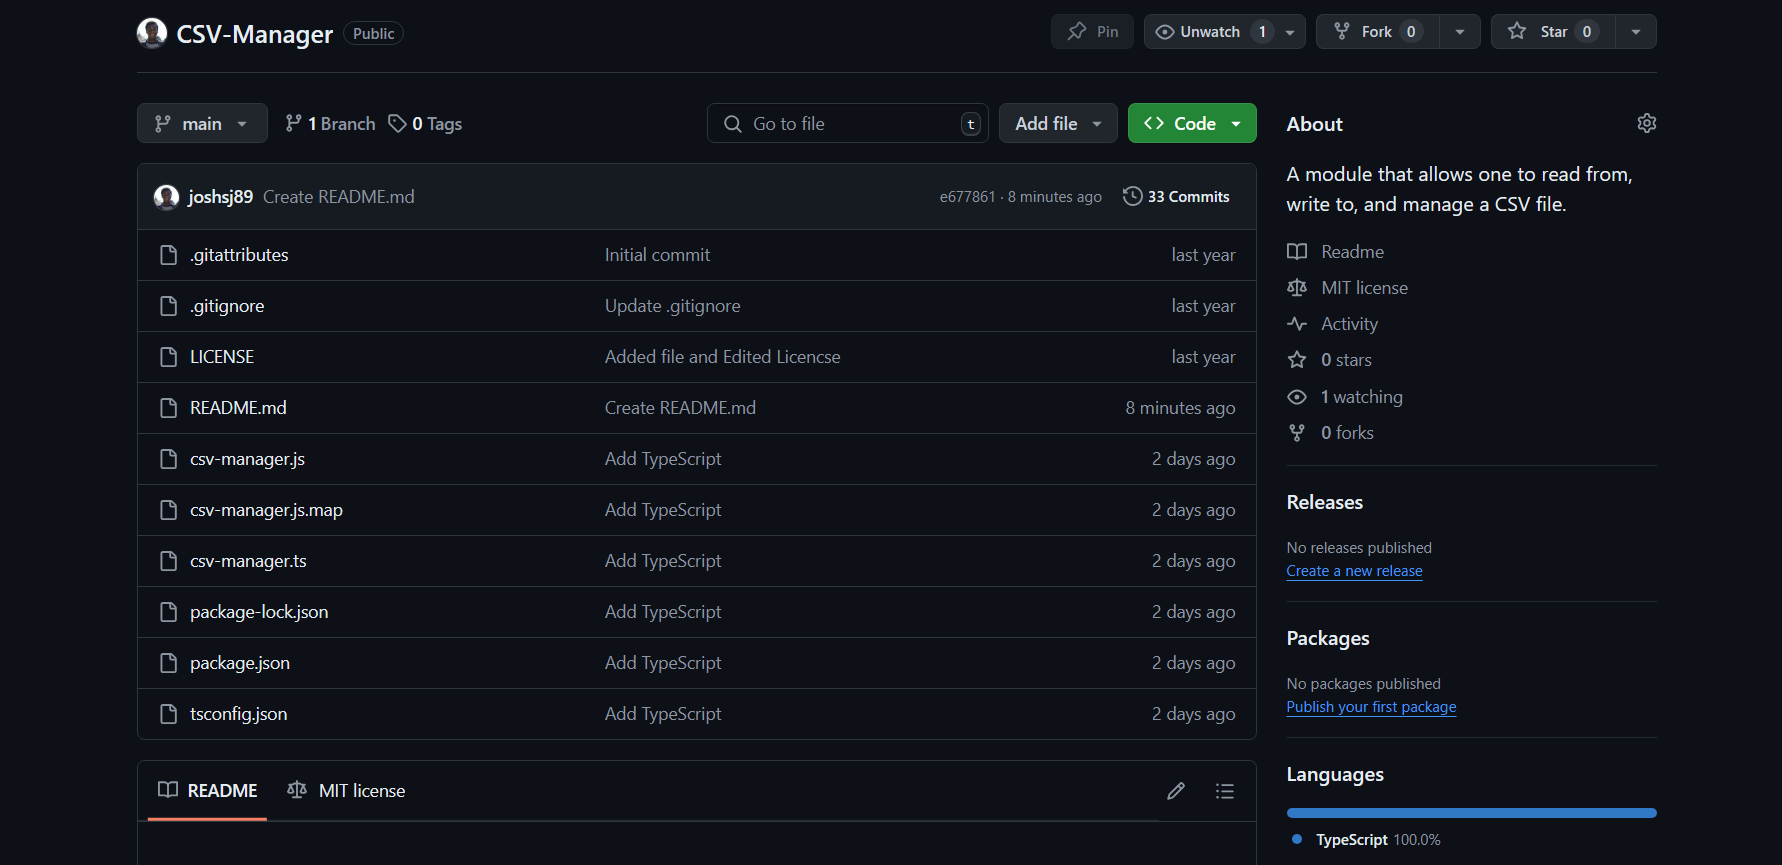 CSV-Manager Public Pin Unwatch 1 Fork 0 Star 0
main 1 Branch 0 Tags Go to file t Add file Code
joshsj89 Create README.md e677861 · 8 minutes ago 33 Commits
.gitattributes Initial commit last year
.gitignore Update .gitignore last year
LICENSE Added file and Edited Licencse last year
README.md Create README.md 8 minutes ago
csv-manager.js Add TypeScript 2 days ago
csv-manager.js.map Add TypeScript 2 days ago
csv-manager.ts Add TypeScript 2 days ago
package-lock.json Add TypeScript 2 days ago
package.json Add TypeScript 2 days ago
tsconfig.json Add TypeScript 2 days ago
README MIT license
About
A module that allows one to read from,
write to, and manage a CSV file.
Readme
MIT license
Activity
0 stars
1 watching
0 forks
Releases
No releases published
Create a new release
Packages
No packages published
Publish your first package
Languages
TypeScript 100.0%